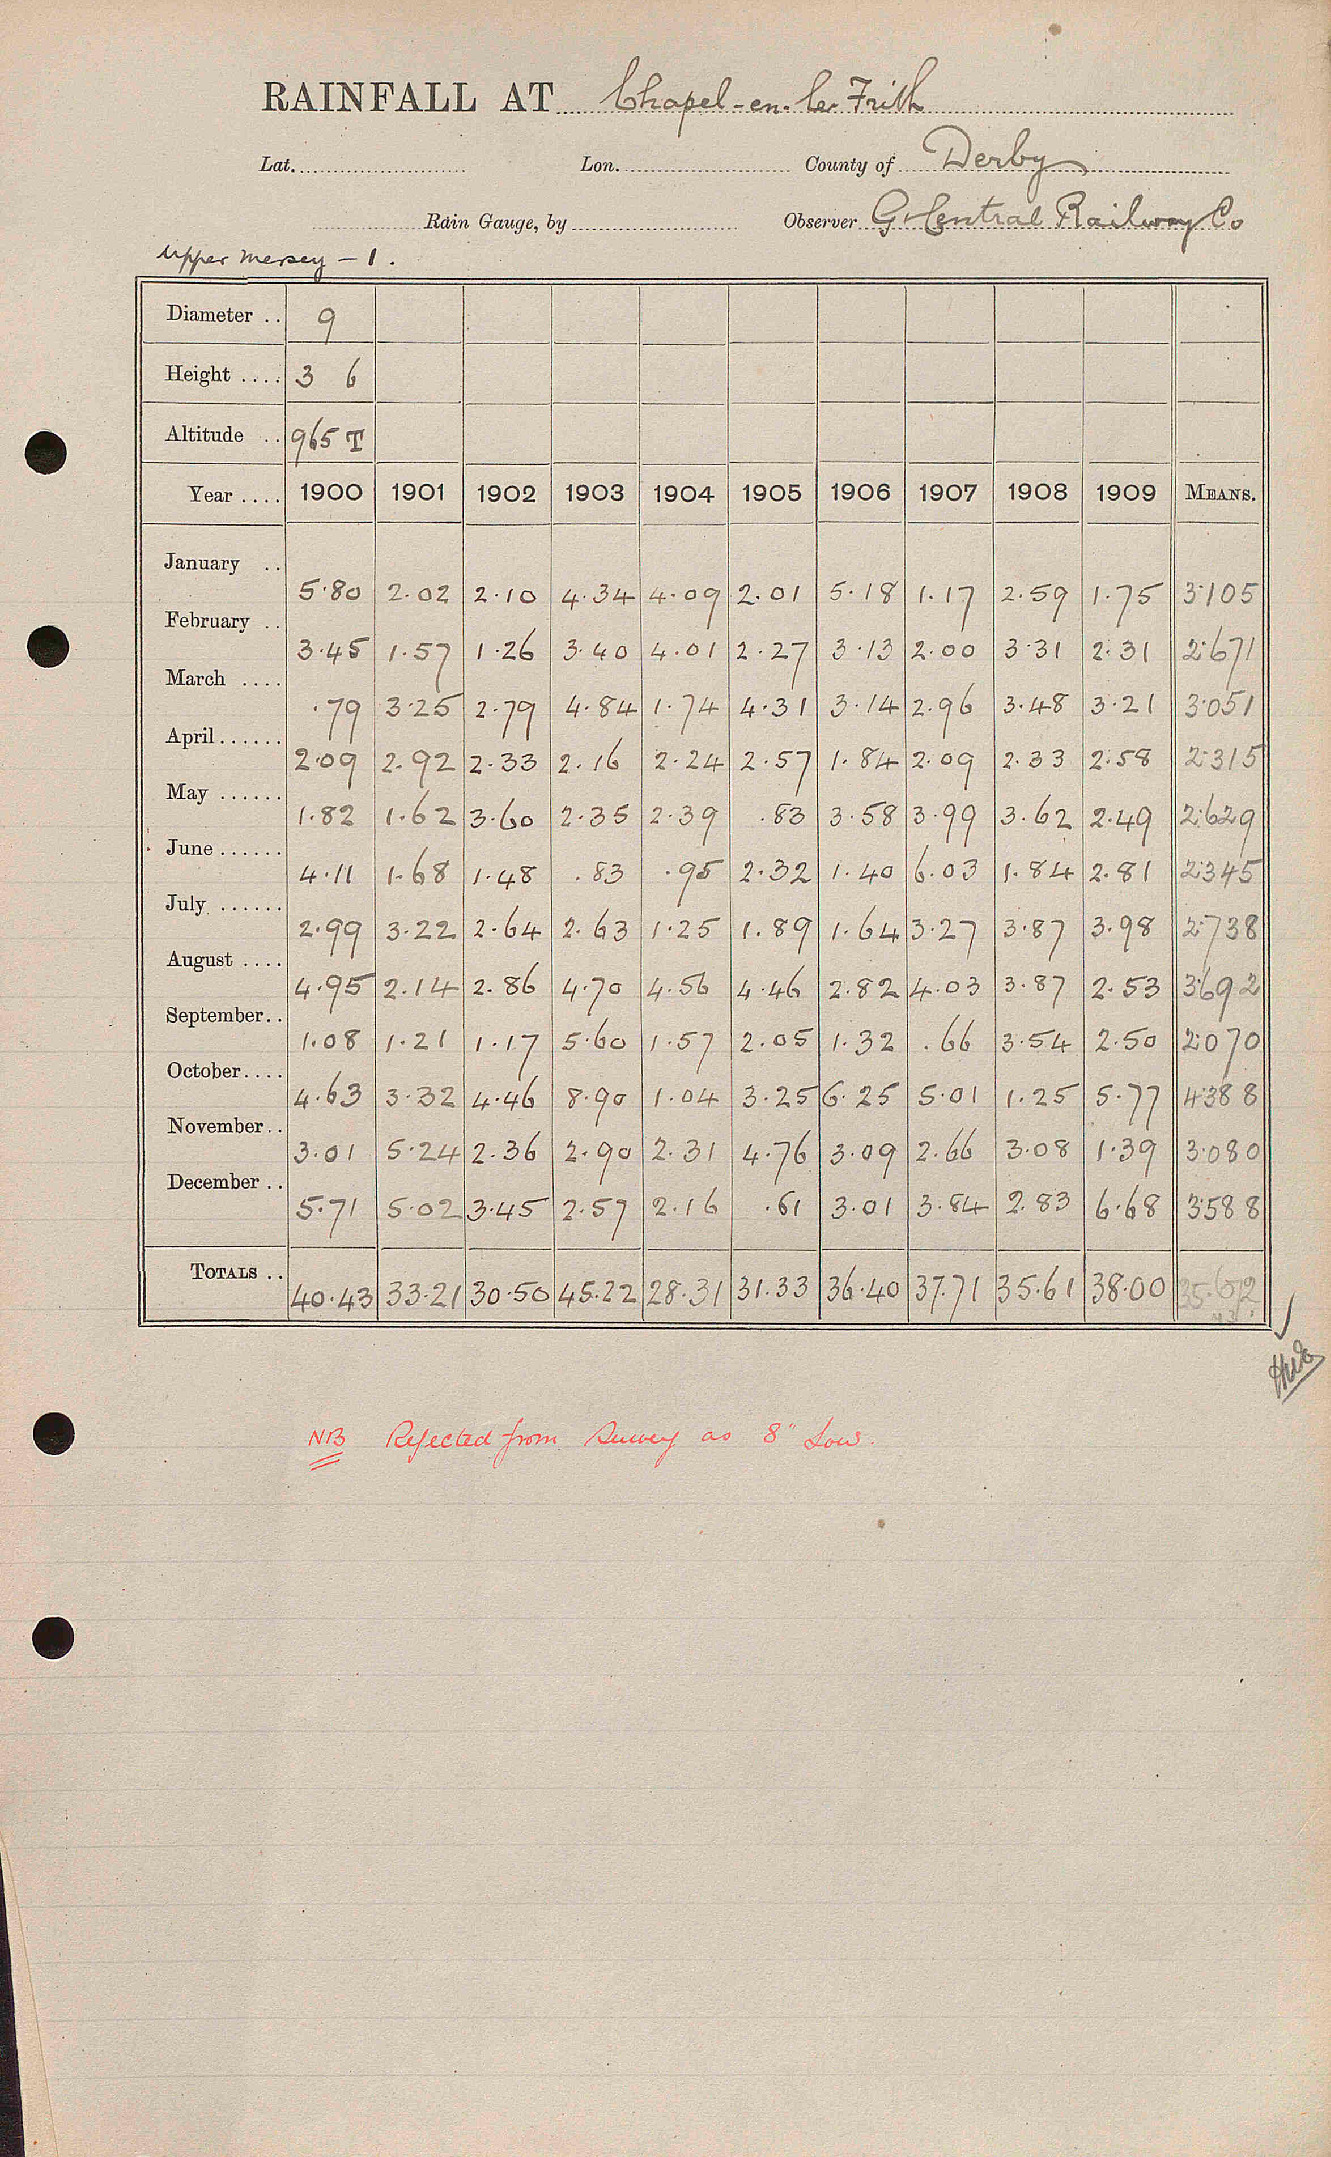 RAINFALL AT Chapel-en-le-Frith
Lat. Lon. County of Derby
Rain Gauge, by Observer G. Central Railway Co
Upper Mersey - 1.
Diameter .. 9
Height .... 3 6
Altitude .. 965 T
Year .... 1900 1901 1902 1903 1904 1905 1906 1907 1908 1909 MEANS.
January .. 5.80 2.02 2.10 4.34 4.09 2.01 5.18 1.17 2.59 1.75 3.105
February .. 3.45 1.57 1.26 3.40 4.01 2.27 3.13 2.00 3.31 2.31 2.671
March .... .79 3.25 2.79 4.84 1.74 4.31 3.14 2.96 3.48 3.21 3.051
April ...... 2.09 2.92 2.33 2.16 2.24 2.57 1.84 2.09 2.33 2.58 2.315
May ...... 1.82 1.62 3.60 2.35 2.39 .83 3.58 3.99 3.62 2.49 2.629
June ...... 4.11 1.68 1.48 .83 .95 2.32 1.40 6.03 1.84 2.81 2.345
July ...... 2.99 3.22 2.64 2.63 1.25 1.89 1.64 3.27 3.87 3.98 2.738
August .... 4.95 2.14 2.86 4.70 4.56 4.46 2.82 4.03 3.87 2.53 3.692
September.. 1.08 1.21 1.17 5.60 1.57 2.05 1.32 .66 3.54 2.50 2.070
October.... 4.63 3.32 4.46 8.90 1.04 3.25 6.25 5.01 1.25 5.77 4.388
November.. 3.01 5.24 2.36 2.90 2.31 4.76 3.09 2.66 3.08 1.39 3.080
December .. 5.71 5.02 3.45 2.57 2.16 .61 3.01 3.84 2.83 6.68 3.588
TOTALS .. 40.43 33.21 30.50 45.22 28.31 31.33 36.40 37.71 35.61 38.00 35.672
NB Rejected from Survey as 8" Low.